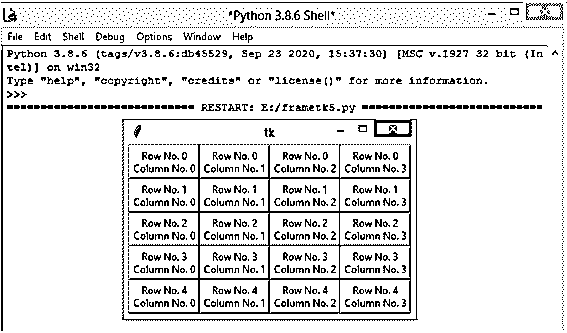 *Python 3.8.6 Shell*
File Edit Shell Debug Options Window Help
Python 3.8.6 (tags/v3.8.6:db45529, Sep 23 2020, 15:37:30) [MSC v.1927 32 bit (In
tel)] on win32
Type "help", "copyright", "credits" or "license()" for more information.
>>>
=========================== RESTART: E:/frametk5.py ===========================
tk
Row No. 0 Row No. 0 Row No. 0 Row No. 0
Column No. 0 Column No. 1 Column No. 2 Column No. 3
Row No. 1 Row No. 1 Row No. 1 Row No. 1
Column No. 0 Column No. 1 Column No. 2 Column No. 3
Row No. 2 Row No. 2 Row No. 2 Row No. 2
Column No. 0 Column No. 1 Column No. 2 Column No. 3
Row No. 3 Row No. 3 Row No. 3 Row No. 3
Column No. 0 Column No. 1 Column No. 2 Column No. 3
Row No. 4 Row No. 4 Row No. 4 Row No. 4
Column No. 0 Column No. 1 Column No. 2 Column No. 3